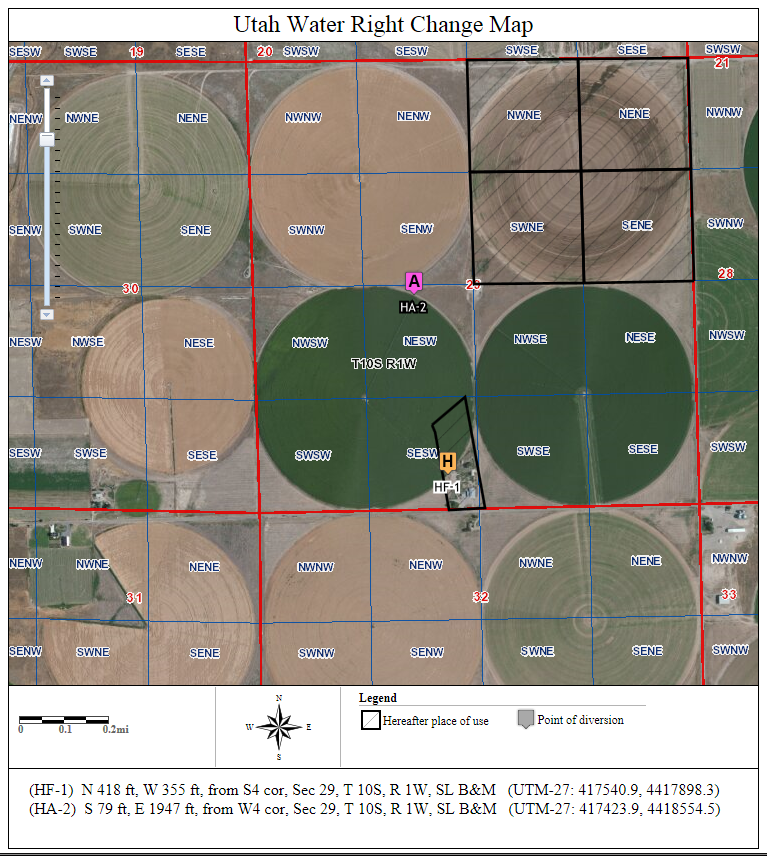 Utah Water Right Change Map
SESW SWSE 19 SESE 20 SWSW SESW SWSE SESE SWSW
21
NENW NWNE NENE NWNW NENW NWNE NENE NWNW
SENW SWNE SENE SWNW SENW SWNE SENE SWNW
30 A 29 28
HA-2
NESW NWSE NESE NWSW NESW NWSE NESE NWSW
T10S R1W
SESW SWSE SESE SWSW SESW SWSE SESE SWSW
H
HF-1
NENW NWNE NENE NWNW NENW NWNE NENE NWNW
31 32 33
SENW SWNE SENE SWNW SENW SWNE SENE SWNW
0 0.1 0.2mi
N
W E
S
Legend
Hereafter place of use Point of diversion
(HF-1) N 418 ft, W 355 ft, from S4 cor, Sec 29, T 10S, R 1W, SL B&M (UTM-27: 417540.9, 4417898.3)
(HA-2) S 79 ft, E 1947 ft, from W4 cor, Sec 29, T 10S, R 1W, SL B&M (UTM-27: 417423.9, 4418554.5)